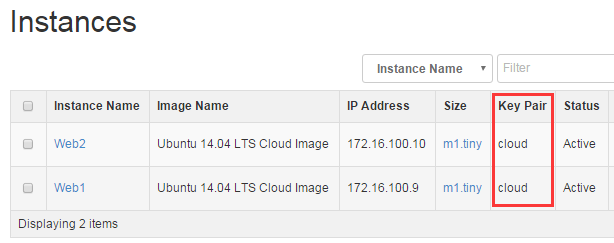 Instances
Instance Name ▾ Filter
Instance Name Image Name IP Address Size Key Pair Status
Web2 Ubuntu 14.04 LTS Cloud Image 172.16.100.10 m1.tiny cloud Active
Web1 Ubuntu 14.04 LTS Cloud Image 172.16.100.9 m1.tiny cloud Active
Displaying 2 items